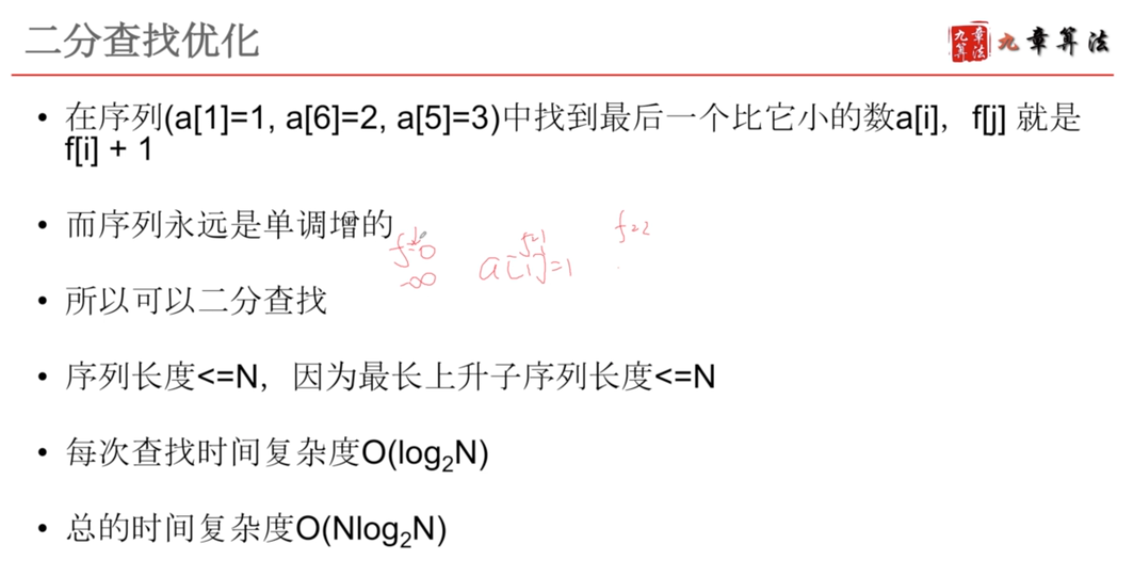 二分查找优化
九章算法
九章算法
• 在序列(a[1]=1, a[6]=2, a[5]=3)中找到最后一个比它小的数a[i]，f[j] 就是
f[i] + 1
• 而序列永远是单调增的
f=0
f=1
f=2
-∞
a[1]=1
• 所以可以二分查找
• 序列长度<=N，因为最长上升子序列长度<=N
• 每次查找时间复杂度O(log₂N)
• 总的时间复杂度O(Nlog₂N)